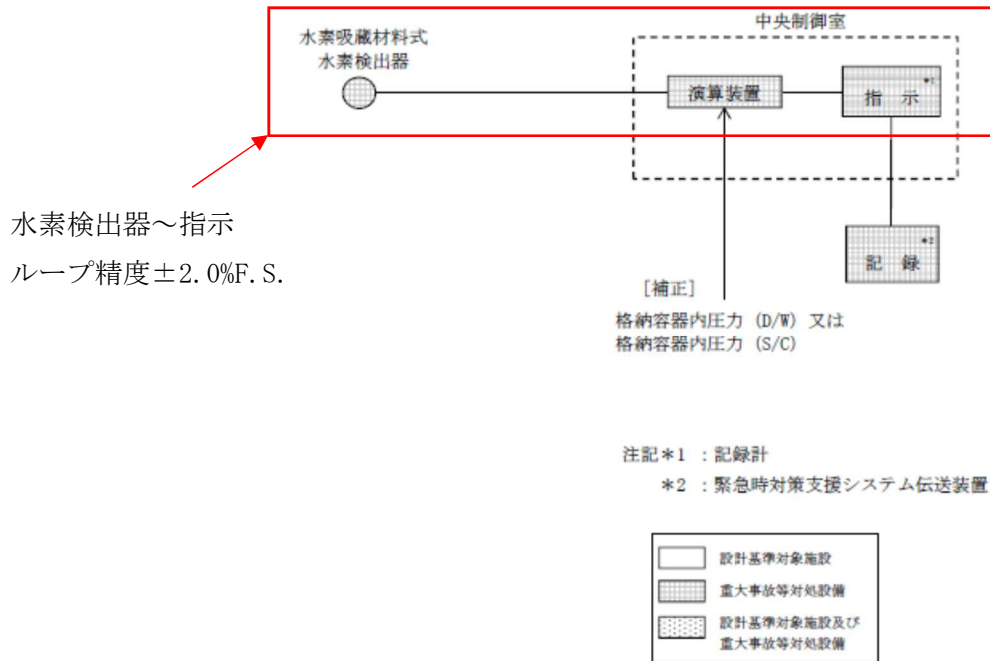 中央制御室
水素吸蔵材料式
水素検出器
演算装置
指 示 *1
水素検出器～指示
ループ精度±2.0%F.S.
記 録 *2
[補正]
格納容器内圧力 (D/W) 又は
格納容器内圧力 (S/C)
注記*1 ：記録計
*2 ：緊急時対策支援システム伝送装置
設計基準対象施設
重大事故等対処設備
設計基準対象施設及び
重大事故等対処設備